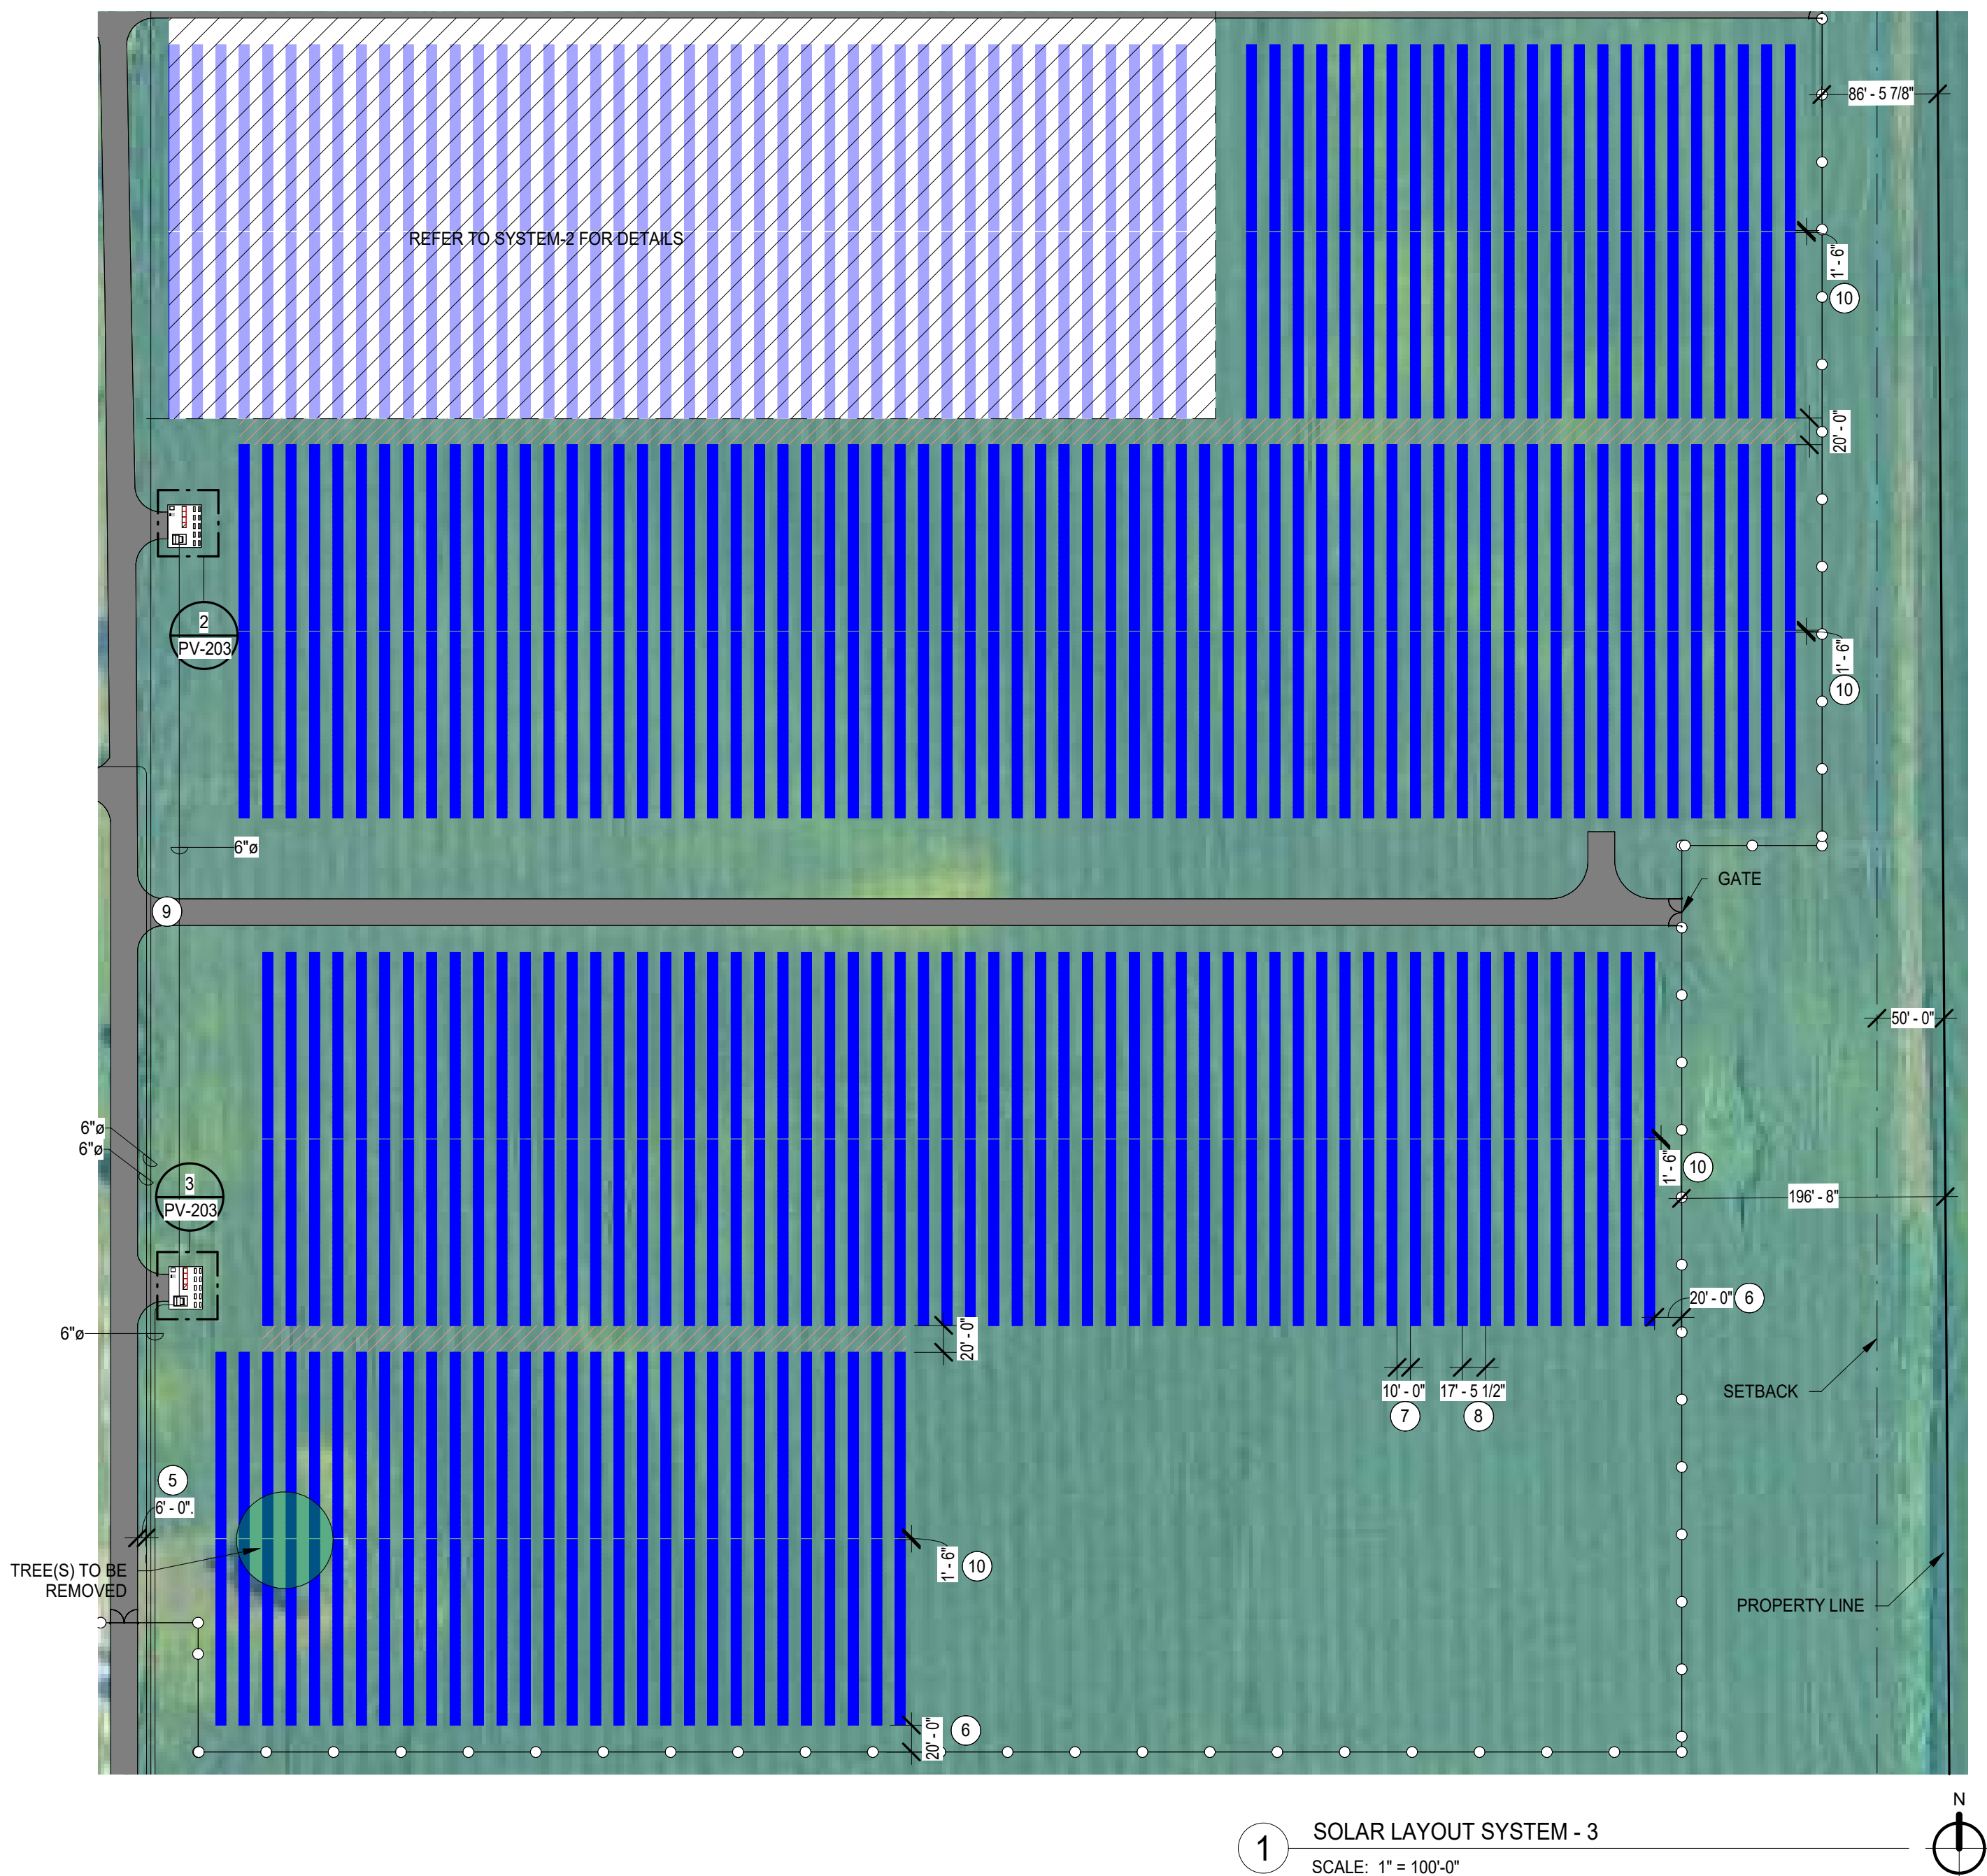 86' - 5 7/8"
REFER TO SYSTEM-2 FOR DETAILS
1' - 6"
10
20' - 0"
2
PV-203
1' - 6"
10
6"ø
GATE
9
50' - 0"
6"ø
6"ø
3
PV-203
1' - 6"
10
196' - 8"
20' - 0"
6
6"ø
20' - 0"
10' - 0"
7
17' - 5 1/2"
8
SETBACK
5
6' - 0".
TREE(S) TO BE
REMOVED
1' - 6"
10
PROPERTY LINE
20' - 0"
6
N
1
SOLAR LAYOUT SYSTEM - 3
SCALE: 1" = 100'-0"